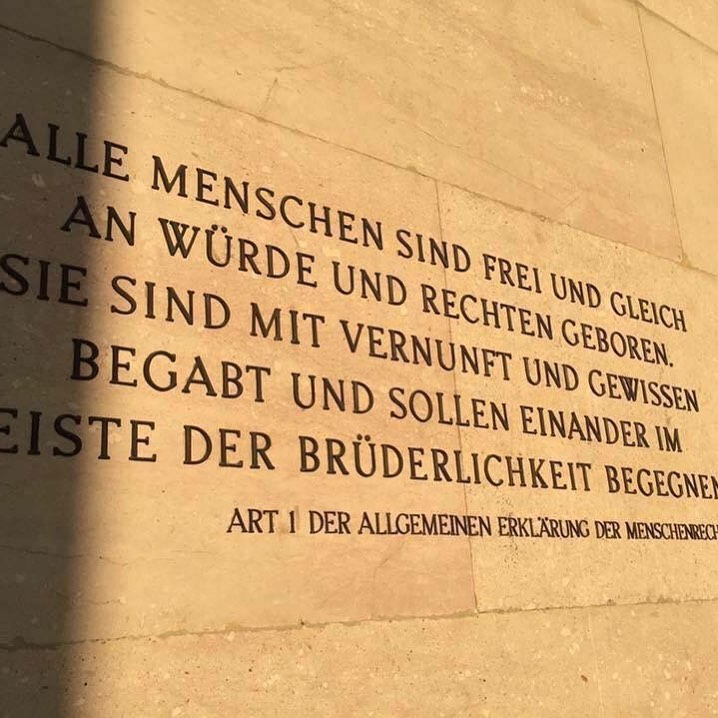 ALLE MENSCHEN SIND FREI UND GLEICH
AN WÜRDE UND RECHTEN GEBOREN.
SIE SIND MIT VERNUNFT UND GEWISSEN
BEGABT UND SOLLEN EINANDER IM
EISTE DER BRÜDERLICHKEIT BEGEGNEN
ART 1 DER ALLGEMEINEN ERKLÄRUNG DER MENSCHENRECH